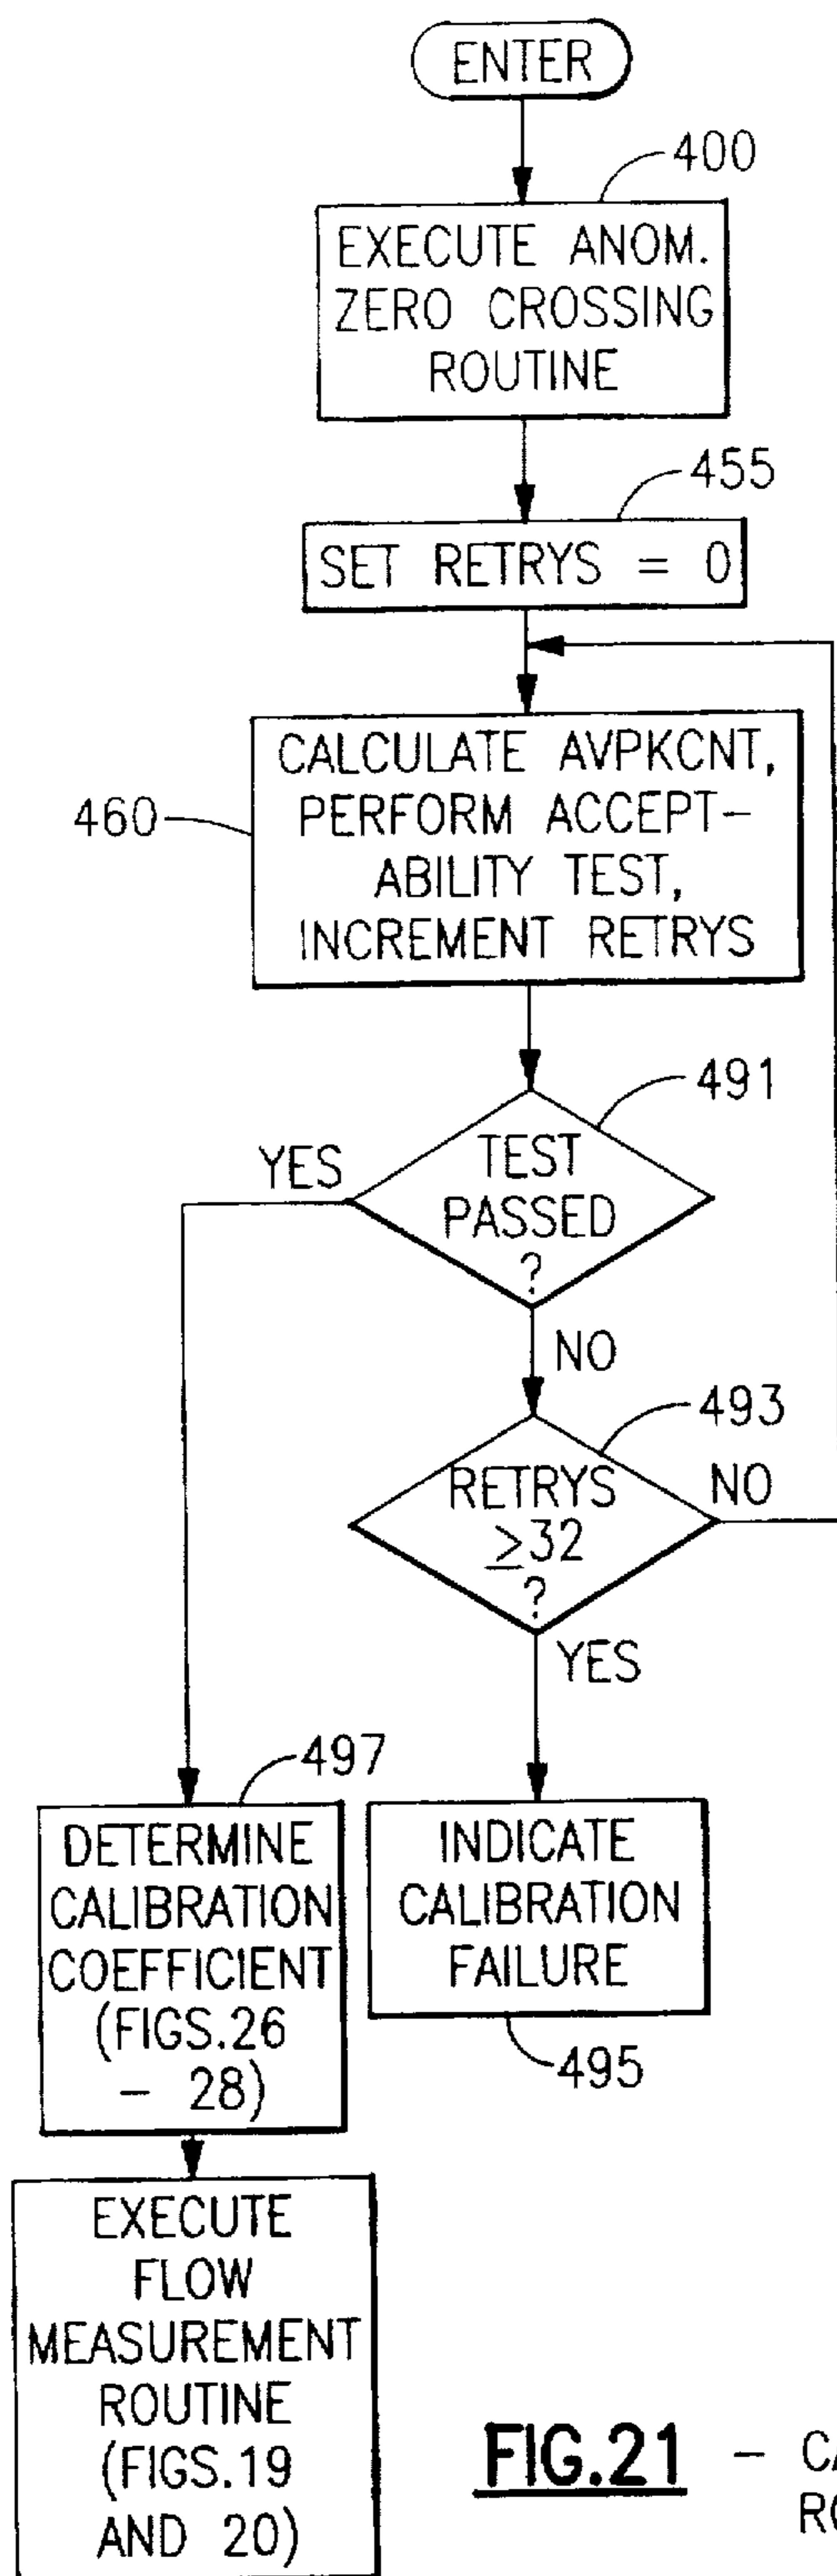 ENTER
400
EXECUTE ANOM.
ZERO CROSSING
ROUTINE
455
SET RETRYS = 0
CALCULATE AVPKCNT,
PERFORM ACCEPT-
ABILITY TEST,
INCREMENT RETRYS
460
491
TEST
PASSED
?
YES
NO
493
RETRYS
≥32
?
NO
YES
497
DETERMINE
CALIBRATION
COEFFICIENT
(FIGS.26
- 28)
INDICATE
CALIBRATION
FAILURE
495
EXECUTE
FLOW
MEASUREMENT
ROUTINE
(FIGS.19
AND 20)
FIG.21 -